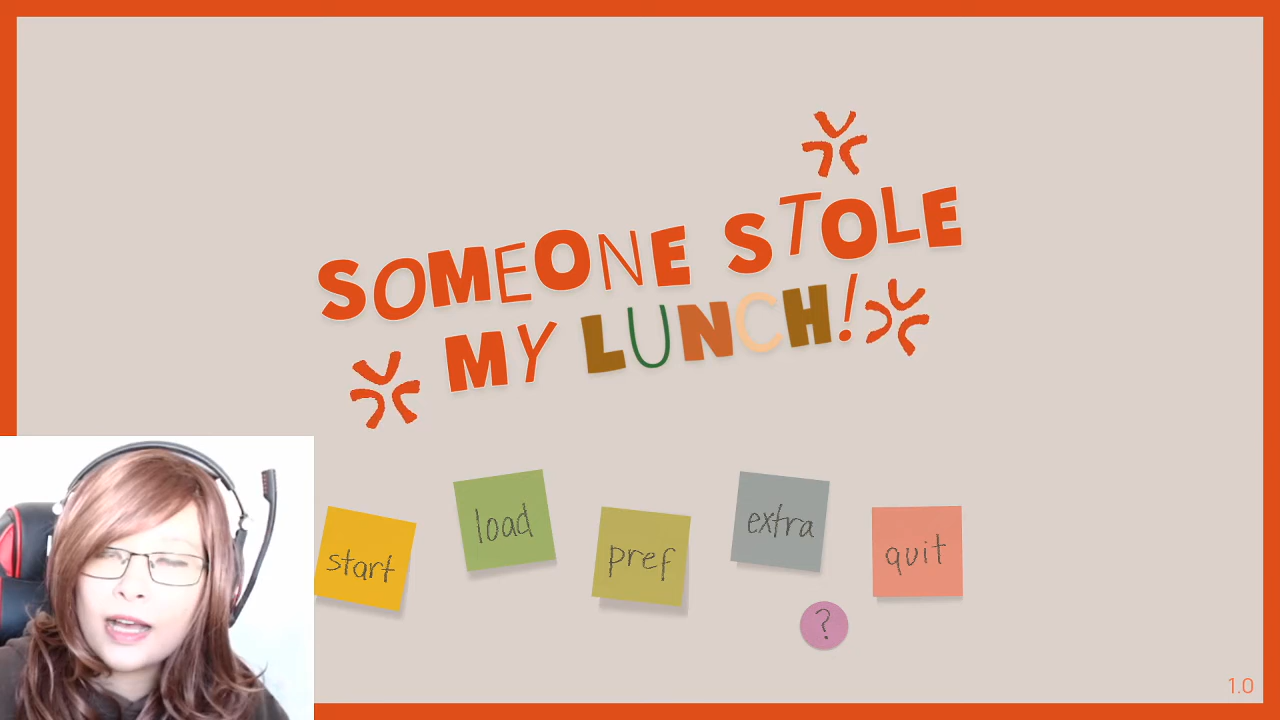 SOMEONE STOLE
MY LUNCH!
start
load
pref
extra
quit
?
1.0